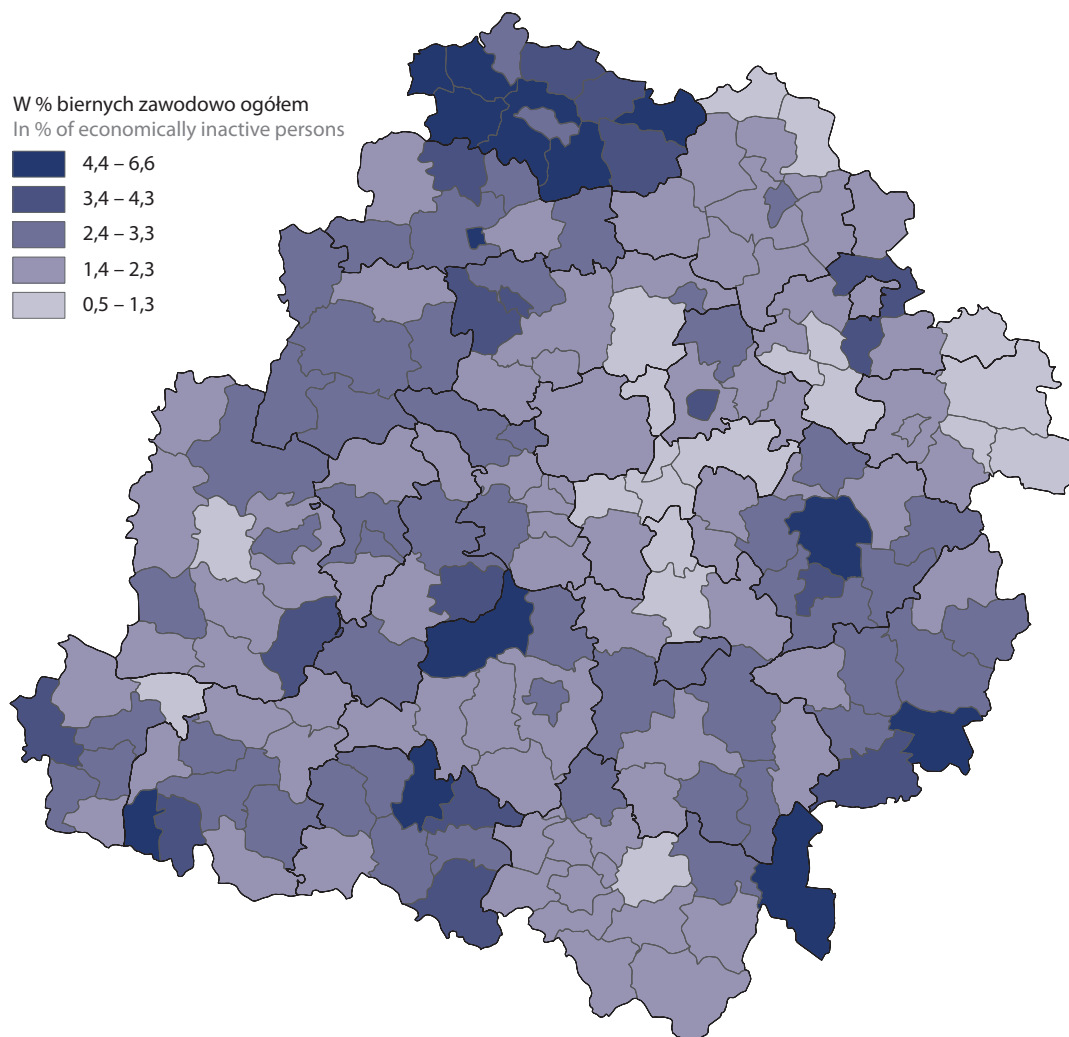 W % biernych zawodowo ogółem
In % of economically inactive persons
4,4 – 6,6
3,4 – 4,3
2,4 – 3,3
1,4 – 2,3
0,5 – 1,3